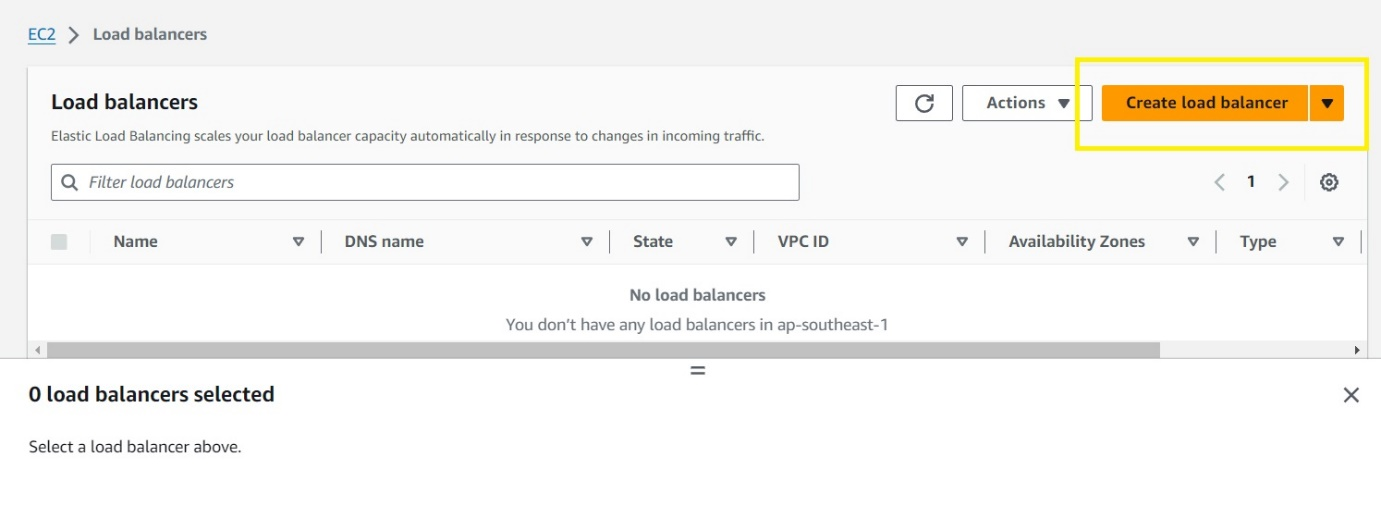 EC2 > Load balancers
Load balancers
Actions
Create load balancer
Elastic Load Balancing scales your load balancer capacity automatically in response to changes in incoming traffic.
Filter load balancers
1
Name DNS name State VPC ID Availability Zones Type
No load balancers
You don’t have any load balancers in ap-southeast-1
0 load balancers selected
Select a load balancer above.